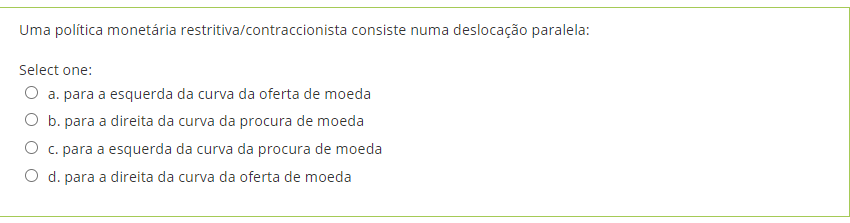 Uma política monetária restritiva/contraccionista consiste numa deslocação paralela:
Select one:
a. para a esquerda da curva da oferta de moeda
b. para a direita da curva da procura de moeda
c. para a esquerda da curva da procura de moeda
d. para a direita da curva da oferta de moeda